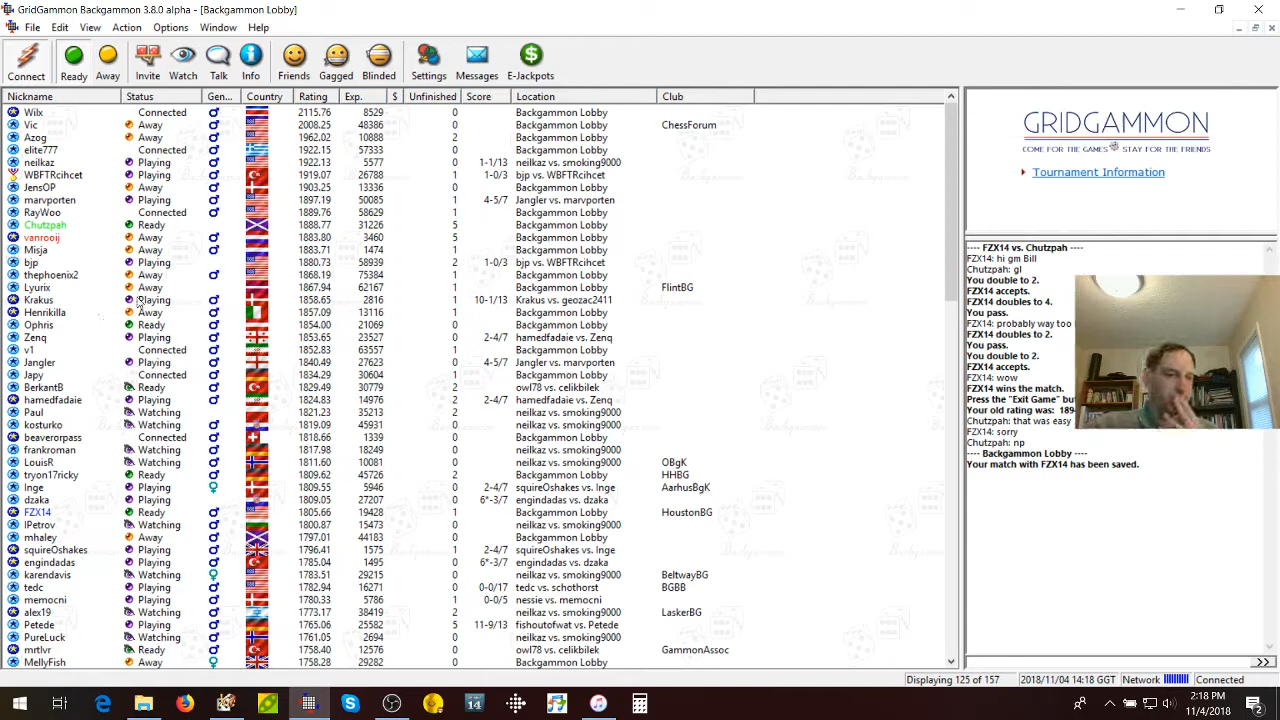 GridGammon Backgammon 3.8.0 alpha - [Backgammon Lobby]
File Edit View Action Options Window Help
Connect Ready Away Invite Watch Talk Info Friends Gagged Blinded Settings Messages E-Jackpots
Nickname Status Gen... Country Rating Exp. $ Unfinished Score Location Club
Wilx Connected 2115.76 8529 0 Backgammon Lobby
Vic Away 2008.25 48386 0 Backgammon Lobby ChessForum
Azog Away 1962.23 10888 2 Backgammon Lobby
elite777 Connected 1922.15 57333 0 Backgammon Lobby
neilkaz Playing 1922.13 5577 0 1-1/13 neilkaz vs. smoking9000
WBFTRcihcet Playing 1919.07 26788 1 1-0/3 bjp vs. WBFTRcihcet
JensOP Away 1903.25 13336 0 Backgammon Lobby
marvporten Playing 1897.19 50085 1 4-5/7 Jangler vs. marvporten
RayWoo Connected 1889.76 58629 1 Backgammon Lobby
Chutzpah Ready 1888.77 31226 5 Backgammon Lobby
vanrooij Away 1883.80 3460 5 Backgammon Lobby
Misja Away 1883.71 1474 1 Backgammon Lobby
bjp Playing 1880.73 58939 2 1-0/3 bjp vs. WBFTRcihcet
thephoenix2 Away 1868.19 75384 1 Backgammon Lobby
Lyurix Away 1867.94 62167 1 Backgammon Lobby FlintBG
Krakus Playing 1858.65 2816 1 10-1/13 Krakus vs. geozac2411
Henrikilla Away 1857.09 13116 1 Backgammon Lobby
Ophris Ready 1854.00 21069 0 Backgammon Lobby
Zenq Playing 1852.88 11140 0 2-4/7 hamedfadaie vs. Zenq
v1 Connected 1832.83 63557 1 Backgammon Lobby
Jangler Playing 1840.49 27623 1 4-5/7 Jangler vs. marvporten
Japy Connected 1834.29 30604 1 Backgammon Lobby
BerkantB Ready 1829.49 30779 2 owl78 vs. celikbilek
hamedfadaie Playing 1824.83 14976 2 2-4/7 hamedfadaie vs. Zenq
Paul Watching 1821.23 35213 2 neilkaz vs. smoking9000
kosturko Watching 1818.09 45931 0 neilkaz vs. smoking9000
beaverorpass Connected 1818.66 1339 0 Backgammon Lobby
frankroman Watching 1811.98 18249 0 neilkaz vs. smoking9000
LouisR Watching 1811.60 10081 0 neilkaz vs. smoking9000 OBgK
tryon17ricky Ready 1809.62 45726 2 Backgammon Lobby HHBG
Inge Playing 1809.20 5946 0 2-4/7 squireOshakes vs. Inge AarhusBgK
dzaka Playing 1809.05 27207 0 6*-3/7 engindadas vs. dzaka
FZX14 Ready 1805.66 19428 1 Backgammon Lobby HoustonBG
IPetrov Watching 1800.87 15473 0 neilkaz vs. smoking9000
mhaley Away 1797.01 44183 0 Backgammon Lobby
squireOshakes Playing 1796.41 1575 1 2-4/7 squireOshakes vs. Inge
engindadas Playing 1785.04 1495 0 6*-3/7 engindadas vs. dzaka
karendavis Watching 1783.51 29215 0 neilkaz vs. smoking9000 BeltwayBG
tedc Playing 1782.94 16271 0 0-0/17 tedc vs. schothorst BGBB
memocni Playing 1780.33 5786 1 0-0/5 nessie vs. memocni
alex19 Watching 1773.17 38419 2 neilkaz vs. smoking9000 LaskerBG
Petede Playing 1765.06 25582 5 11-9/13 fishoutofwat vs. Petede
PureLuck Watching 1761.05 2694 0 neilkaz vs. smoking9000
mrtlvr Ready 1758.40 12576 0 owl78 vs. celikbilek GammonAssoc
MellyFish Away 1758.28 29282 0 Backgammon Lobby
GRIDGAMMON
COME FOR THE GAMES STAY FOR THE FRIENDS
Tournament Information
---- FZX14 vs. Chutzpah ----
FZX14: hi gm Bill
Chutzpah: gl
You double to 2.
FZX14 accepts.
FZX14 doubles to 4.
You pass.
FZX14: probably way too
FZX14 doubles to 2.
You pass.
You double to 2.
FZX14 accepts.
FZX14: wow
FZX14 wins the match.
Press the "Exit Game" but
Your old rating was: 189
Chutzpah: that was easy
FZX14: sorry
Chutzpah: np
---- Backgammon Lobby ----
Your match with FZX14 has been saved.
>>
Displaying 125 of 157 2018/11/04 14:18 GGT Network Connected
14
2:18 PM
11/4/2018